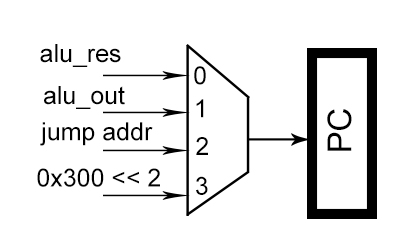 alu_res
0
alu_out
1
jump addr
2
0x300 << 2
3
PC